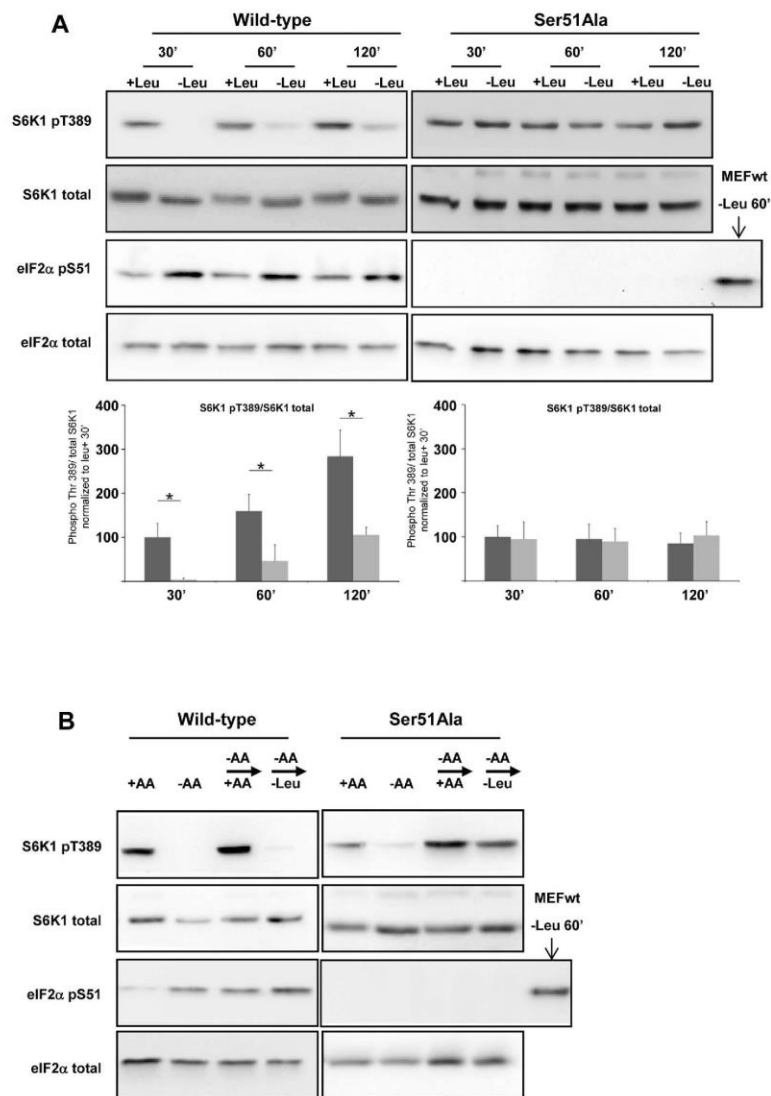 A
Wild-type Ser51Ala
30’ 60’ 120’ 30’ 60’ 120’
+Leu -Leu +Leu -Leu +Leu -Leu +Leu -Leu +Leu -Leu +Leu -Leu
S6K1 pT389
S6K1 total
MEFwt
-Leu 60’
eIF2α pS51
eIF2α total
Phospho Thr 389/ total S6K1
normalized to leu+ 30’
400
300
200
100
S6K1 pT389/S6K1 total
*
*
*
30’ 60’ 120’
Phospho Thr 389/ total S6K1
normalized to leu+ 30’
400
300
200
100
S6K1 pT389/S6K1 total
30’ 60’ 120’
B
Wild-type Ser51Ala
-AA -AA -AA -AA
+AA -AA +AA -Leu +AA -AA +AA -Leu
S6K1 pT389
S6K1 total
MEFwt
-Leu 60’
eIF2α pS51
eIF2α total